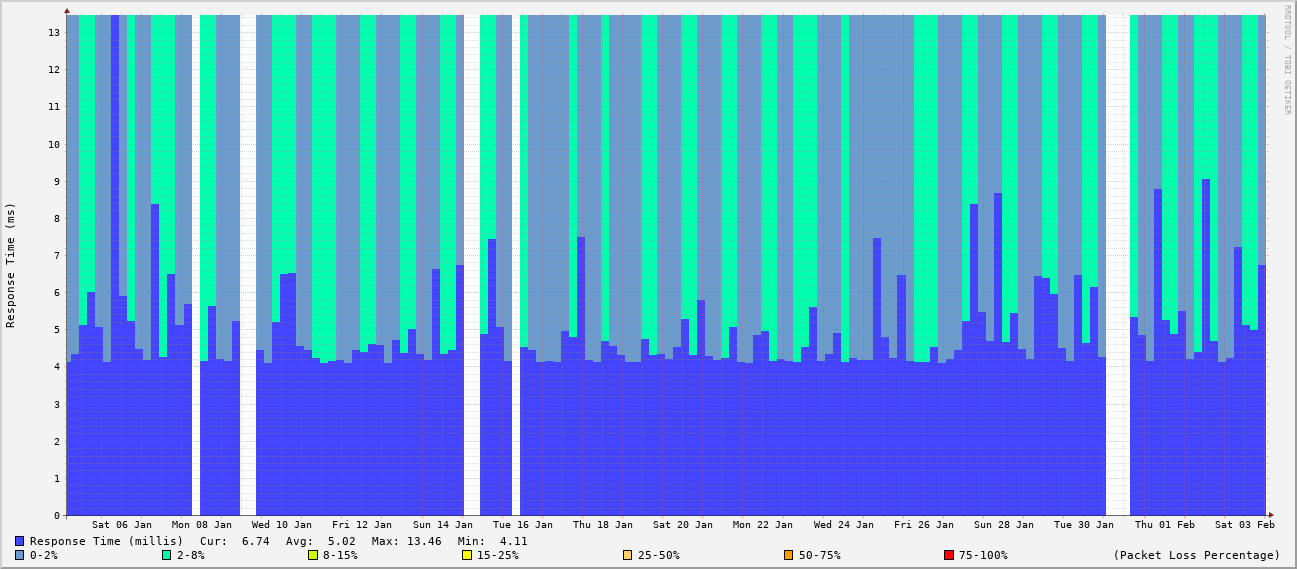 RRDTOOL / TOBI OETIKER
Response Time (ms)
13
12
11
10
9
8
7
6
5
4
3
2
1
0
Sat 06 Jan Mon 08 Jan Wed 10 Jan Fri 12 Jan Sun 14 Jan Tue 16 Jan Thu 18 Jan Sat 20 Jan Mon 22 Jan Wed 24 Jan Fri 26 Jan Sun 28 Jan Tue 30 Jan Thu 01 Feb Sat 03 Feb
Response Time (millis) Cur: 6.74 Avg: 5.02 Max: 13.46 Min: 4.11
0-2% 2-8% 8-15% 15-25% 25-50% 50-75% 75-100% (Packet Loss Percentage)